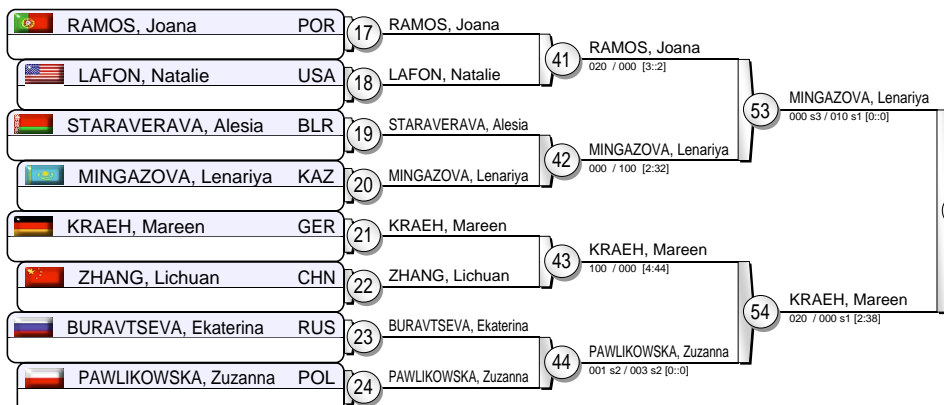 RAMOS, Joana POR
17
RAMOS, Joana
LAFON, Natalie USA
18
LAFON, Natalie
41
RAMOS, Joana
020 / 000 [3::2]
STARAVERAVA, Alesia BLR
19
STARAVERAVA, Alesia
MINGAZOVA, Lenariya KAZ
20
MINGAZOVA, Lenariya
42
MINGAZOVA, Lenariya
000 / 100 [2:32]
53
MINGAZOVA, Lenariya
000 s3 / 010 s1 [0::0]
KRAEH, Mareen GER
21
KRAEH, Mareen
ZHANG, Lichuan CHN
22
ZHANG, Lichuan
43
KRAEH, Mareen
100 / 000 [4:44]
BURAVTSEVA, Ekaterina RUS
23
BURAVTSEVA, Ekaterina
PAWLIKOWSKA, Zuzanna POL
24
PAWLIKOWSKA, Zuzanna
44
PAWLIKOWSKA, Zuzanna
001 s2 / 003 s2 [0::0]
54
KRAEH, Mareen
020 / 000 s1 [2:38]